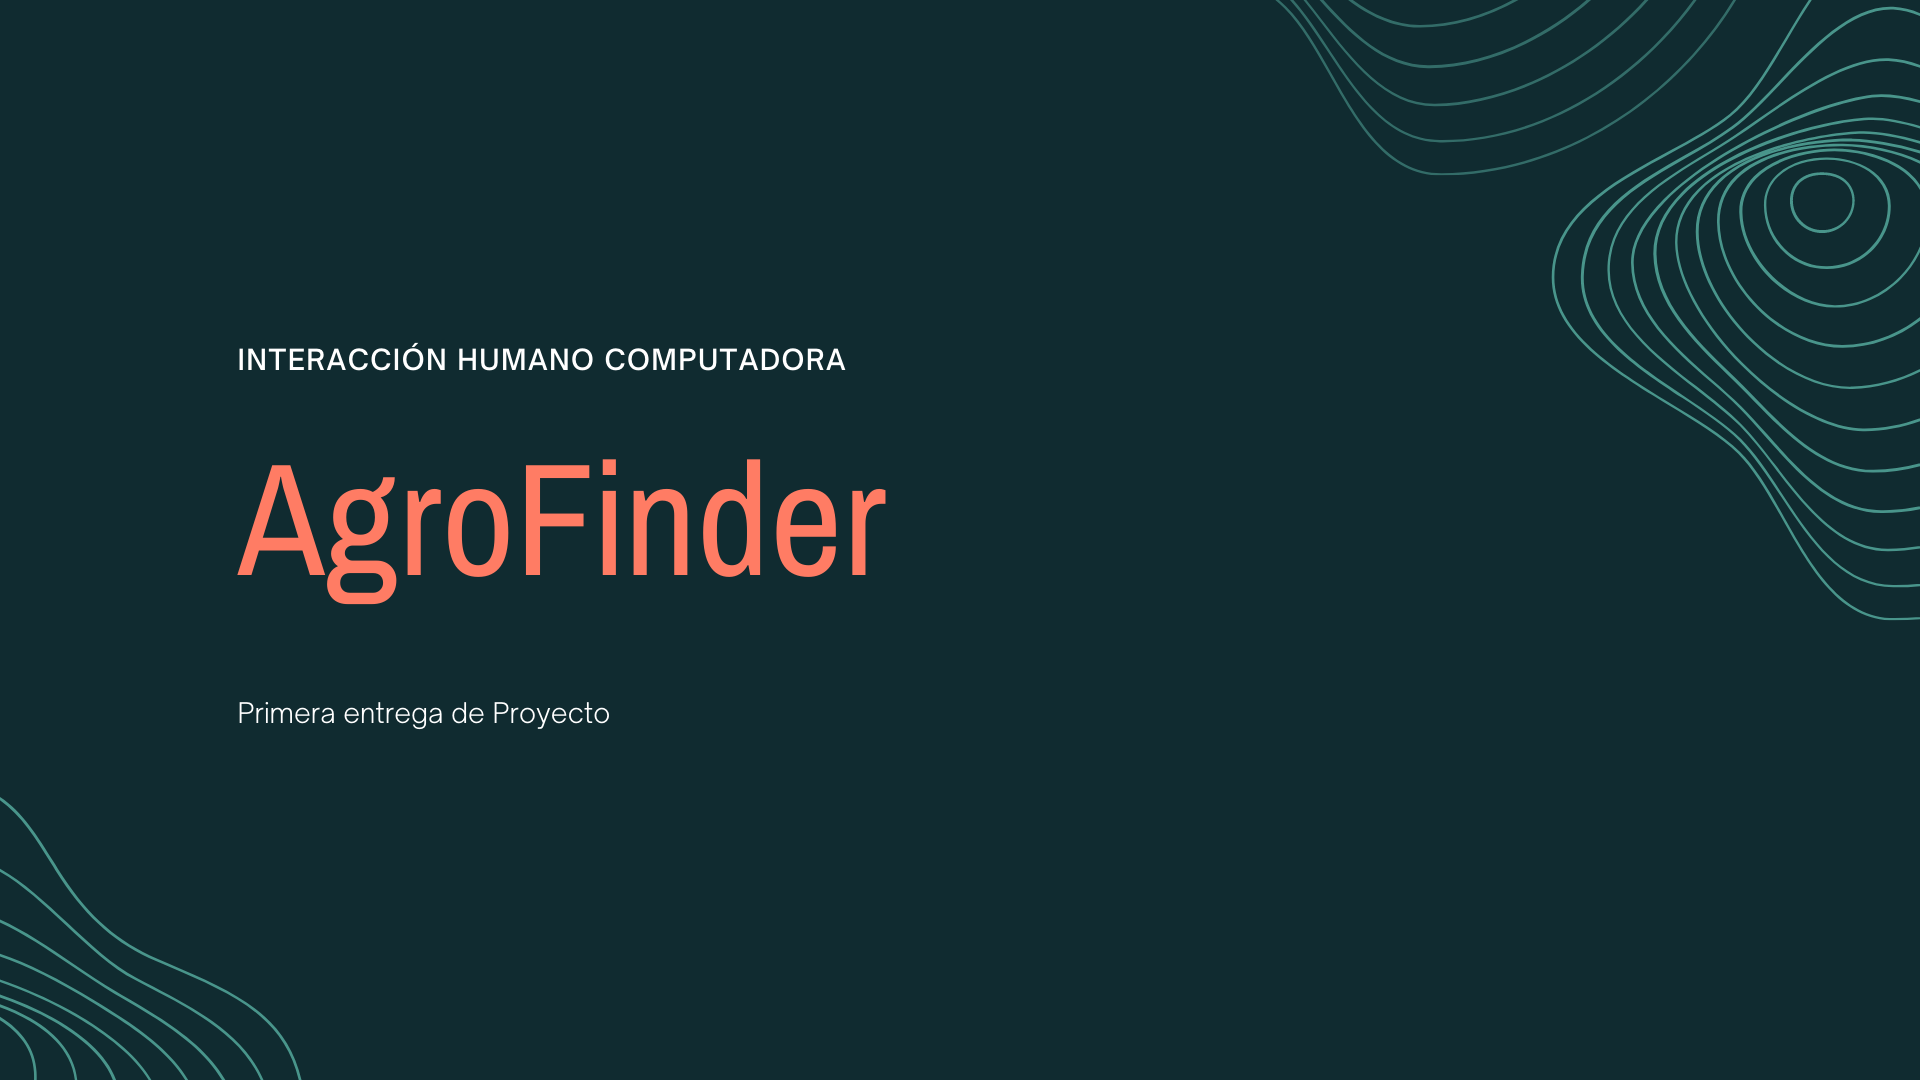 INTERACCIÓN HUMANO COMPUTADORA
AgroFinder
Primera entrega de Proyecto